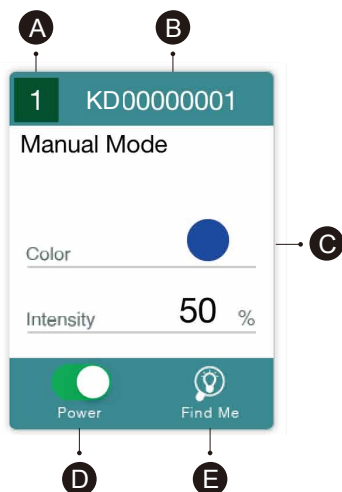 A B
1 KD00000001
Manual Mode
C
Color
Intensity 50 %
Power Find Me
D E